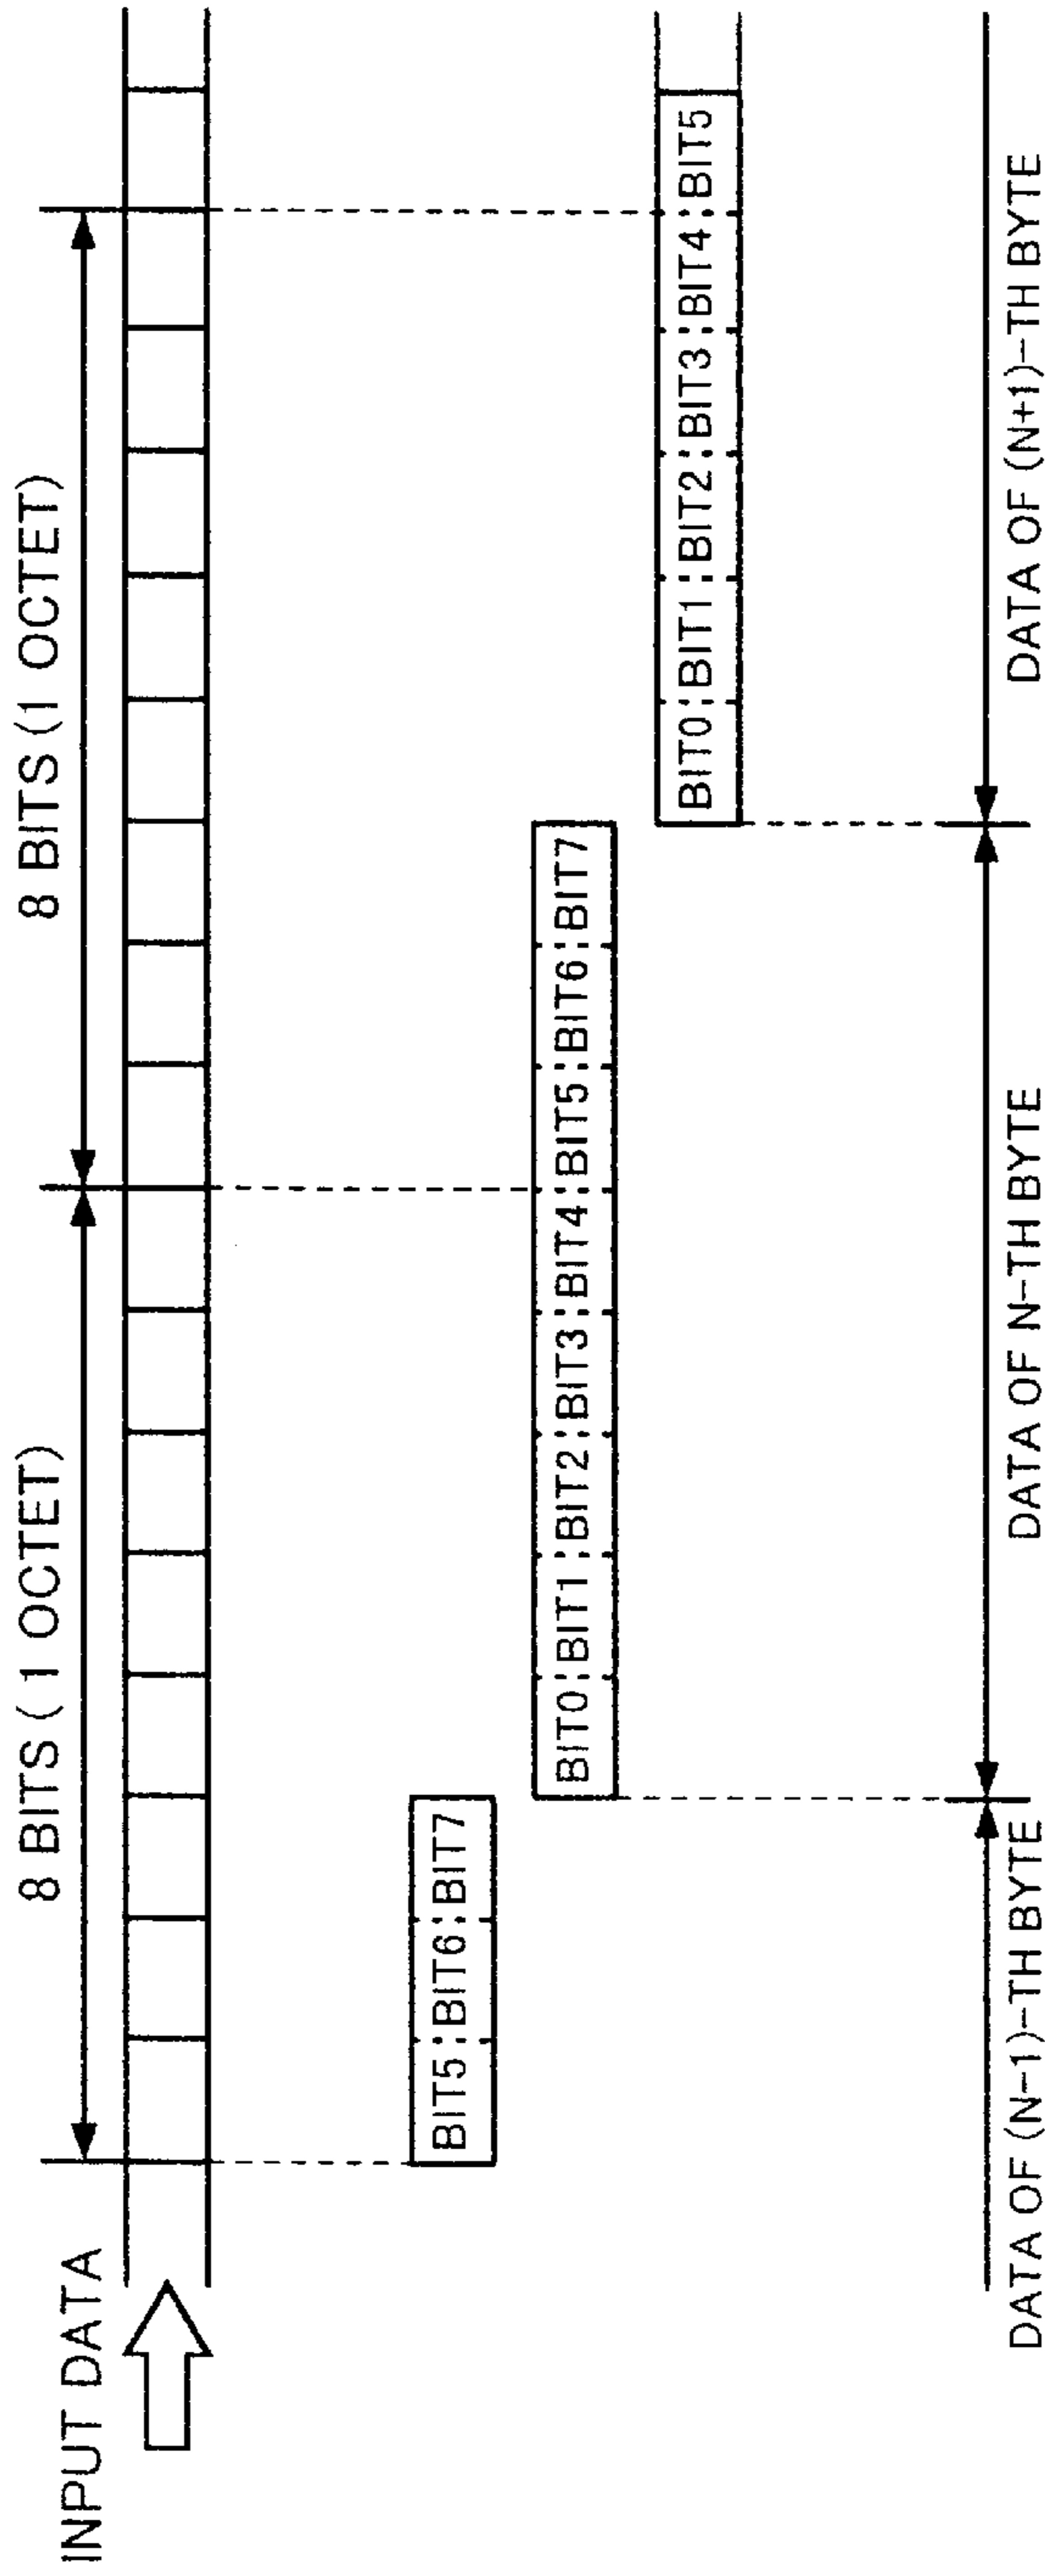 INPUT DATA
8 BITS ( 1 OCTET)
8 BITS (1 OCTET)
BIT5 BIT6 BIT7
BIT0 BIT1 BIT2 BIT3 BIT4 BIT5 BIT6 BIT7
BIT0 BIT1 BIT2 BIT3 BIT4 BIT5
DATA OF (N-1)-TH BYTE
DATA OF N-TH BYTE
DATA OF (N+1)-TH BYTE